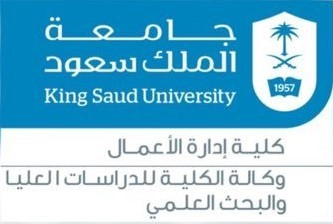 جامعة
الملك سعود
King Saud University
1957
كلية إدارة الأعمال
وكالة الكلية للدراسات العليا
والبحث العلمي